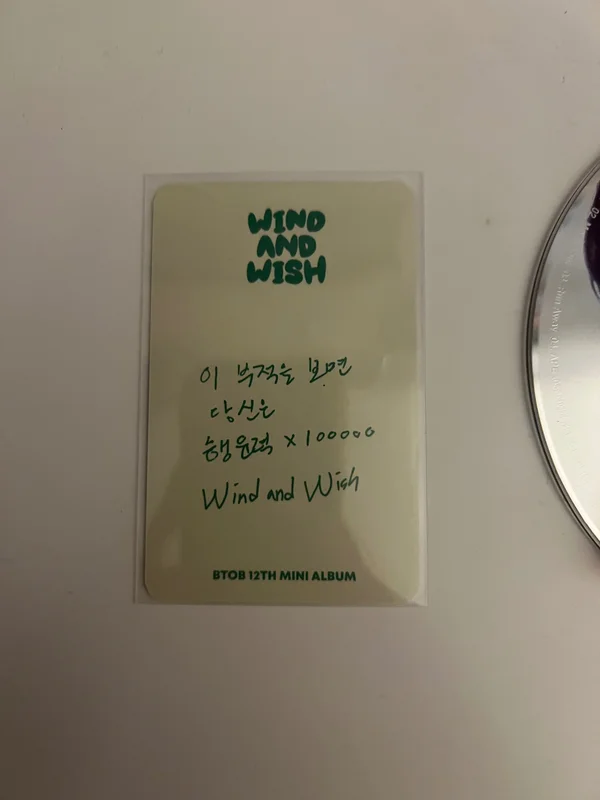 WIND
AND
WISH
이 부적을 보면
당신은
행운력 x 100000
Wind and Wish
BTOB 12TH MINI ALBUM